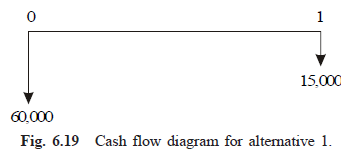 0 1
15,000
60,000
Fig. 6.19 Cash flow diagram for alternative 1.